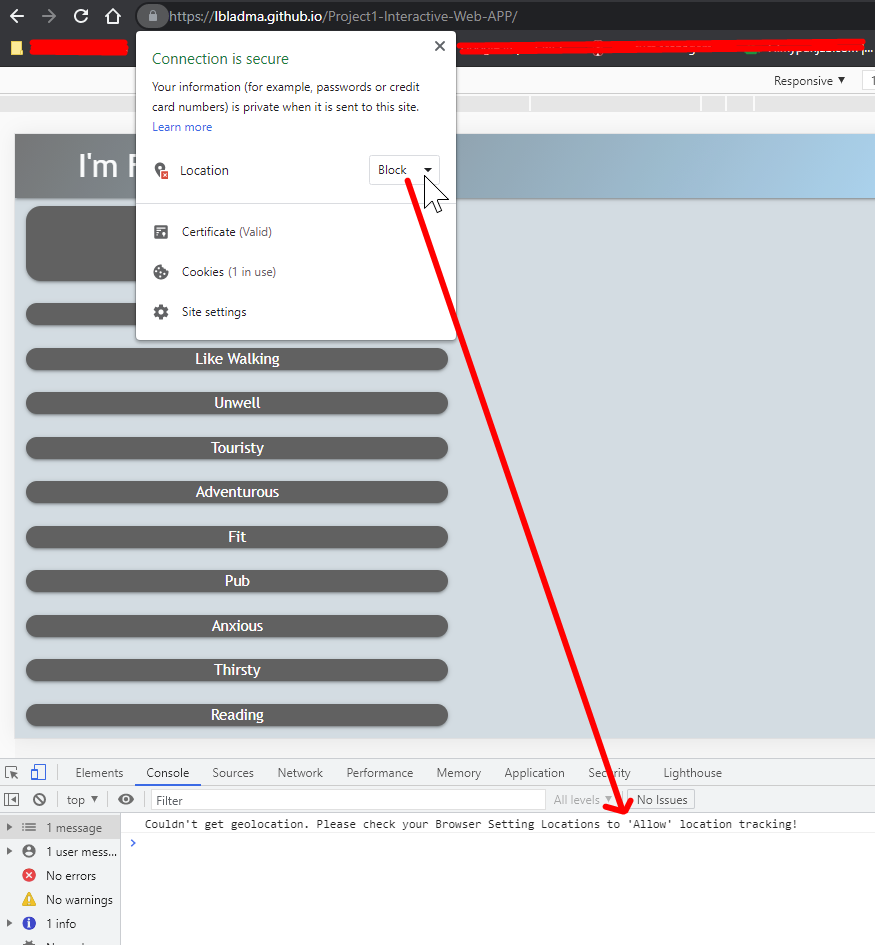 https://lbladma.github.io/Project1-Interactive-Web-APP/
Connection is secure
Your information (for example, passwords or credit
card numbers) is private when it is sent to this site.
Learn more
Location
Block
Certificate (Valid)
Cookies (1 in use)
Site settings
Responsive
I'm
Like Walking
Unwell
Touristy
Adventurous
Fit
Pub
Anxious
Thirsty
Reading
Elements Console Sources Network Performance Memory Application Security Lighthouse
top Filter All levels No Issues
1 message
Couldn't get geolocation. Please check your Browser Setting Locations to 'Allow' location tracking!
1 user mess...
No errors
No warnings
1 info